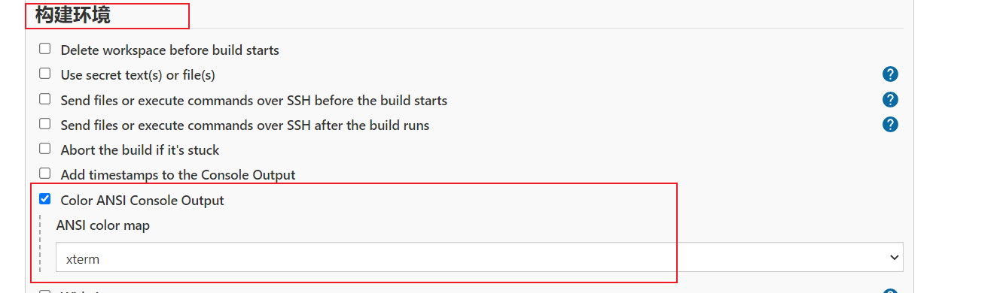 构建环境
Delete workspace before build starts
Use secret text(s) or file(s)
Send files or execute commands over SSH before the build starts
Send files or execute commands over SSH after the build runs
Abort the build if it's stuck
Add timestamps to the Console Output
Color ANSI Console Output
ANSI color map
xterm